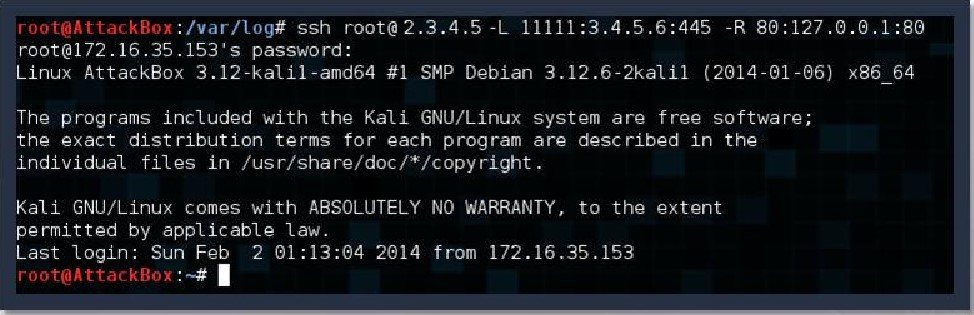 root@AttackBox:/var/log# ssh root@ 2.3.4.5 -L 11111:3.4.5.6:445 -R 80:127.0.0.1:80
root@172.16.35.153's password:
Linux AttackBox 3.12-kali1-amd64 #1 SMP Debian 3.12.6-2kali1 (2014-01-06) x86_64
The programs included with the Kali GNU/Linux system are free software;
the exact distribution terms for each program are described in the
individual files in /usr/share/doc/*/copyright.
Kali GNU/Linux comes with ABSOLUTELY NO WARRANTY, to the extent
permitted by applicable law.
Last login: Sun Feb  2 01:13:04 2014 from 172.16.35.153
root@AttackBox:~#